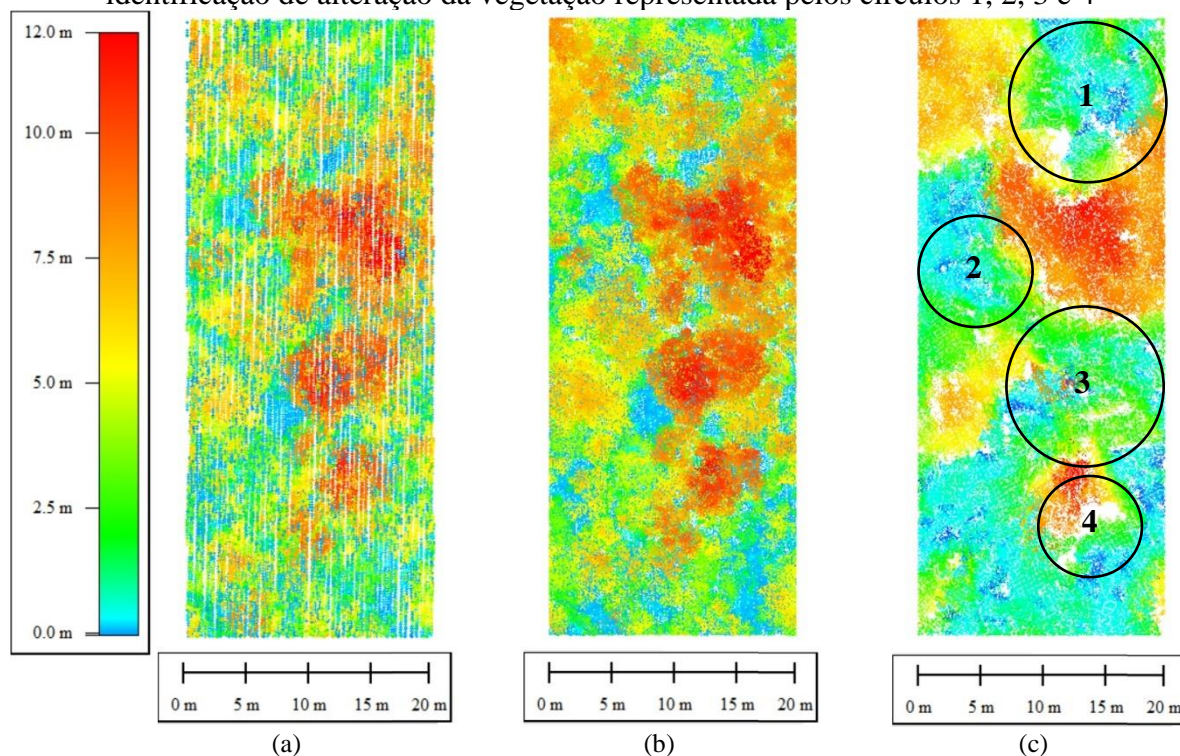 identificação de alteração da vegetação representada pelos círculos 1, 2, 3 e 4
12.0 m
10.0 m
7.5 m
5.0 m
2.5 m
0.0 m
1
2
3
4
0 m 5 m 10 m 15 m 20 m
0 m 5 m 10 m 15 m 20 m
0 m 5 m 10 m 15 m 20 m
(a) (b) (c)